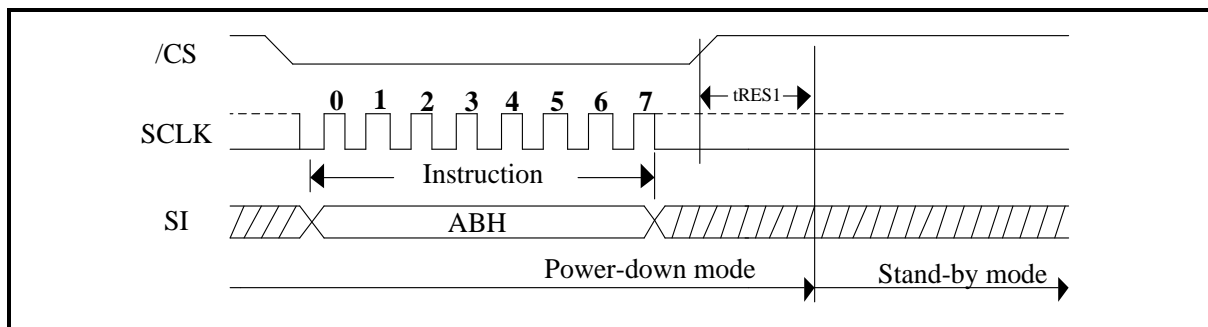 /CS
tRES1
0 1 2 3 4 5 6 7
SCLK
Instruction
SI
ABH
Power-down mode
Stand-by mode